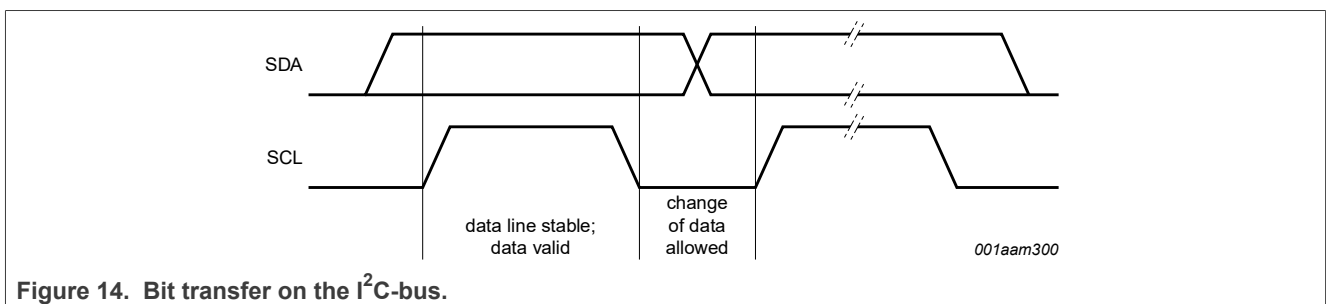 SDA
SCL
data line stable;
data valid
change
of data
allowed
001aam300
Figure 14. Bit transfer on the I²C-bus.